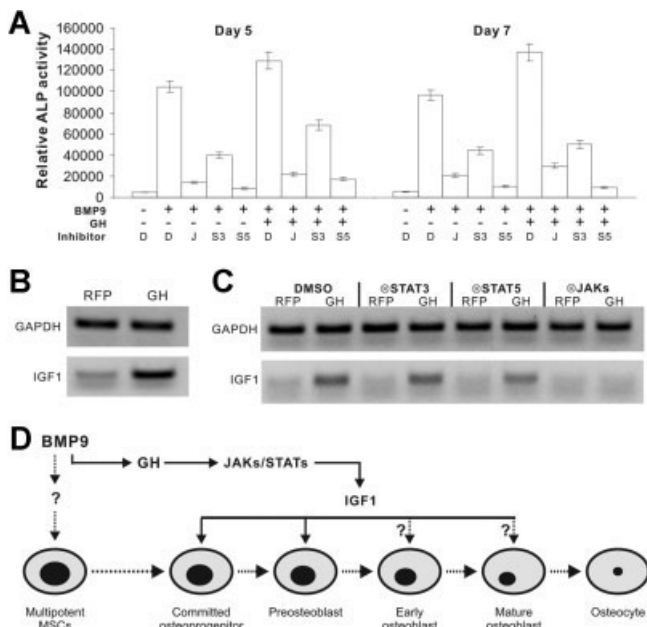 A
Day 5
Day 7
Relative ALP activity
160000
140000
120000
100000
80000
60000
40000
20000
0
BMP9 - + + + + + + + + - + + + + + + + +
GH - - - - - + + + + - - - - - + + + +
Inhibitor D D J S3 S5 D J S3 S5 D D J S3 S5 D J S3 S5
B
RFP GH
GAPDH
IGF1
C
DMSO ⊗STAT3 ⊗STAT5 ⊗JAKs
RFP GH RFP GH RFP GH RFP GH
GAPDH
IGF1
D
BMP9
GH JAKs/STATs
?
IGF1
? ?
Multipotent MSCs
Committed osteoprogenitor
Preosteoblast
Early osteoblast
Mature osteoblast
Osteocyte